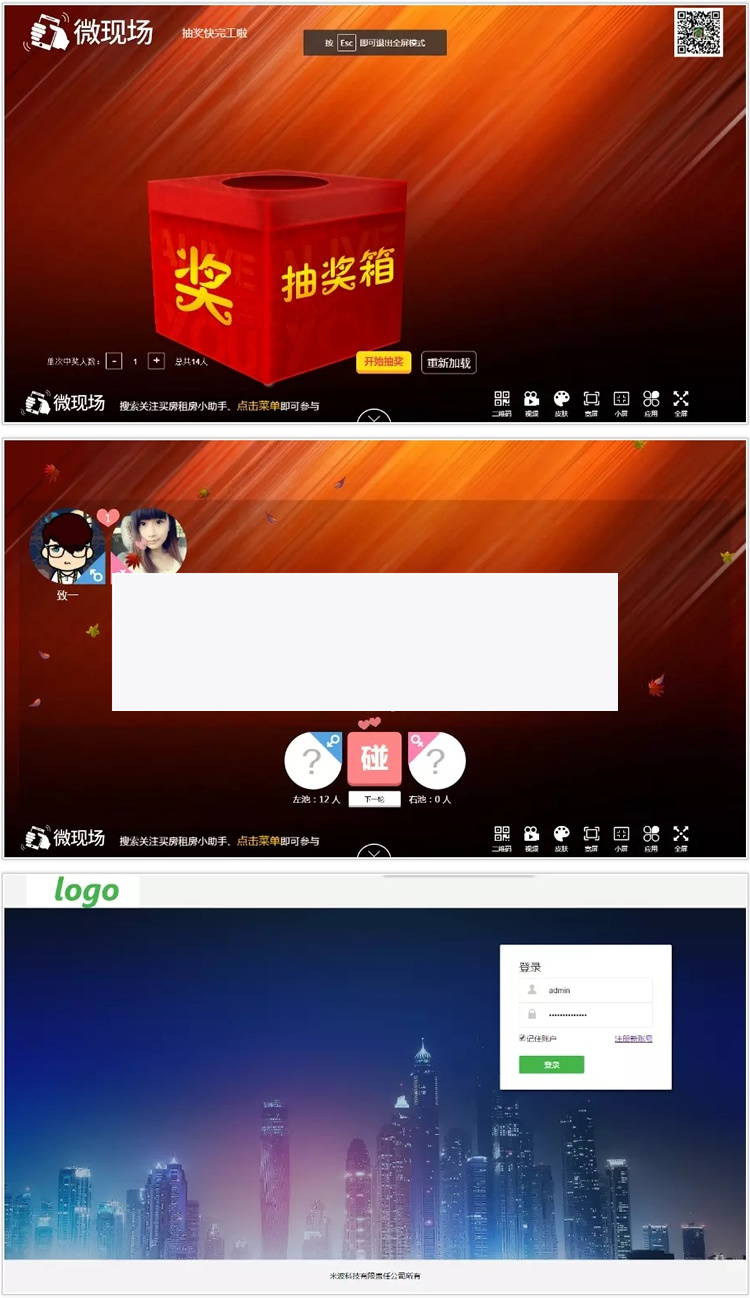 微现场
抽奖快完工啦
按 Esc 即可退出全屏模式
奖
抽奖箱
单次中奖人数： - 1 + 总共14人
开始抽奖
重新加载
微现场
搜索关注买房租房小助手、点击菜单即可参与
二维码 视频 皮肤 宽屏 小屏 应用 全屏
1
致一
? 碰 ?
左池：12 人 下一轮 右池：0 人
微现场
搜索关注买房租房小助手、点击菜单即可参与
二维码 视频 皮肤 宽屏 小屏 应用 全屏
logo
登录
admin
记住账户 注册新账号
登录
米波科技有限责任公司所有